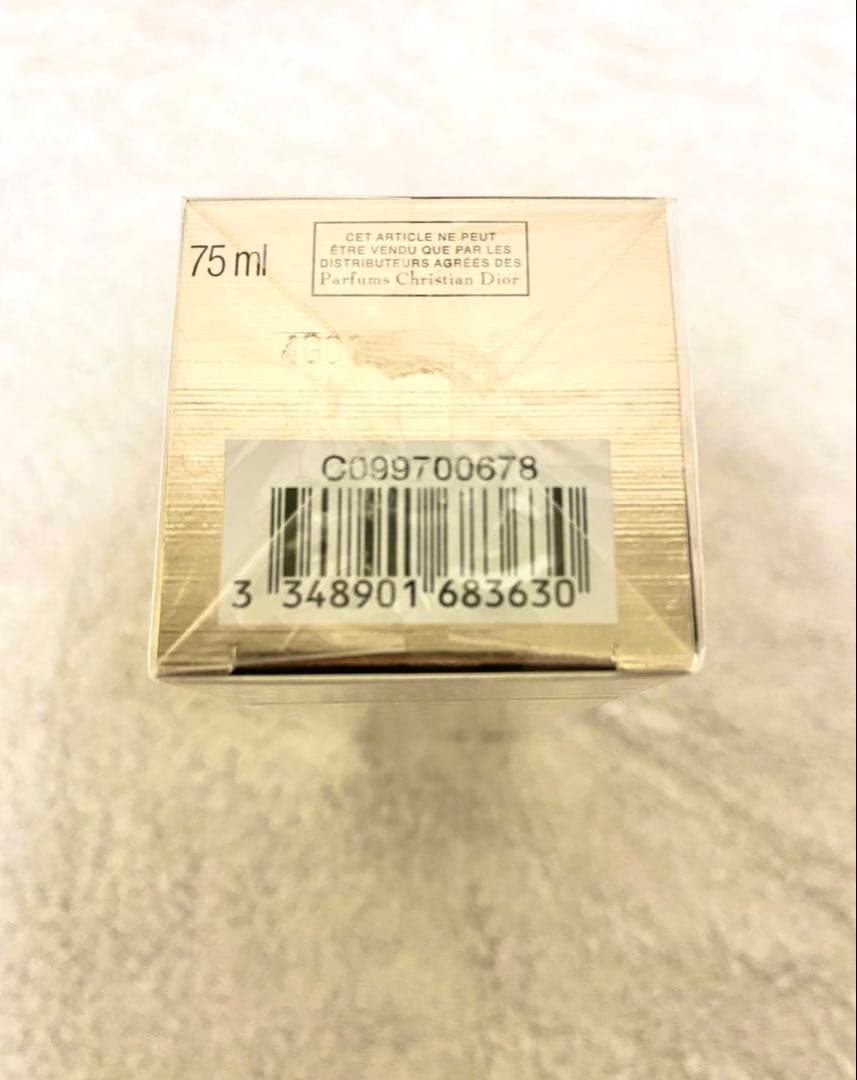 75 ml
CET ARTICLE NE PEUT
ÊTRE VENDU QUE PAR LES
DISTRIBUTEURS AGRÉÉS DES
Parfums Christian Dior
C099700678
3 348901 683630